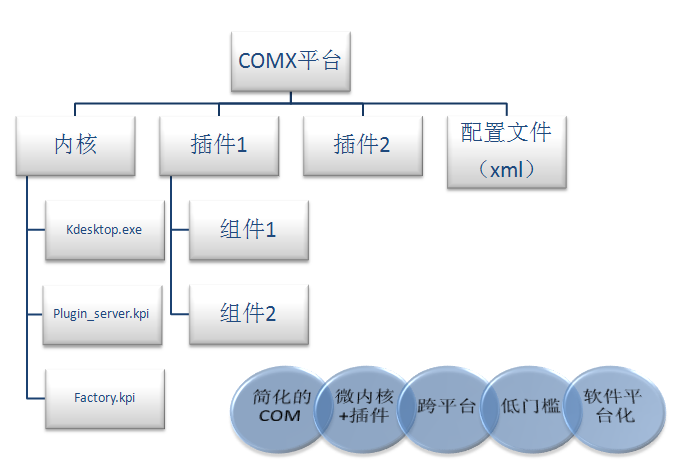 COMX平台
内核
插件1
插件2
配置文件
（xml）
Kdesktop.exe
组件1
Plugin_server.kpi
组件2
Factory.kpi
简化的
COM
微内核
+插件
跨平台
低门槛
软件平
台化